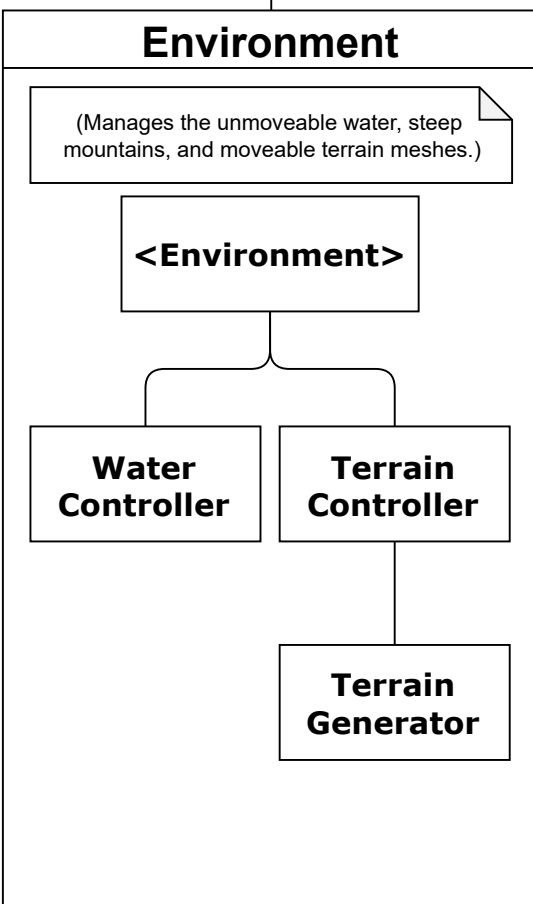 Environment
(Manages the unmoveable water, steep
mountains, and moveable terrain meshes.)
<Environment>
Water
Controller
Terrain
Controller
Terrain
Generator